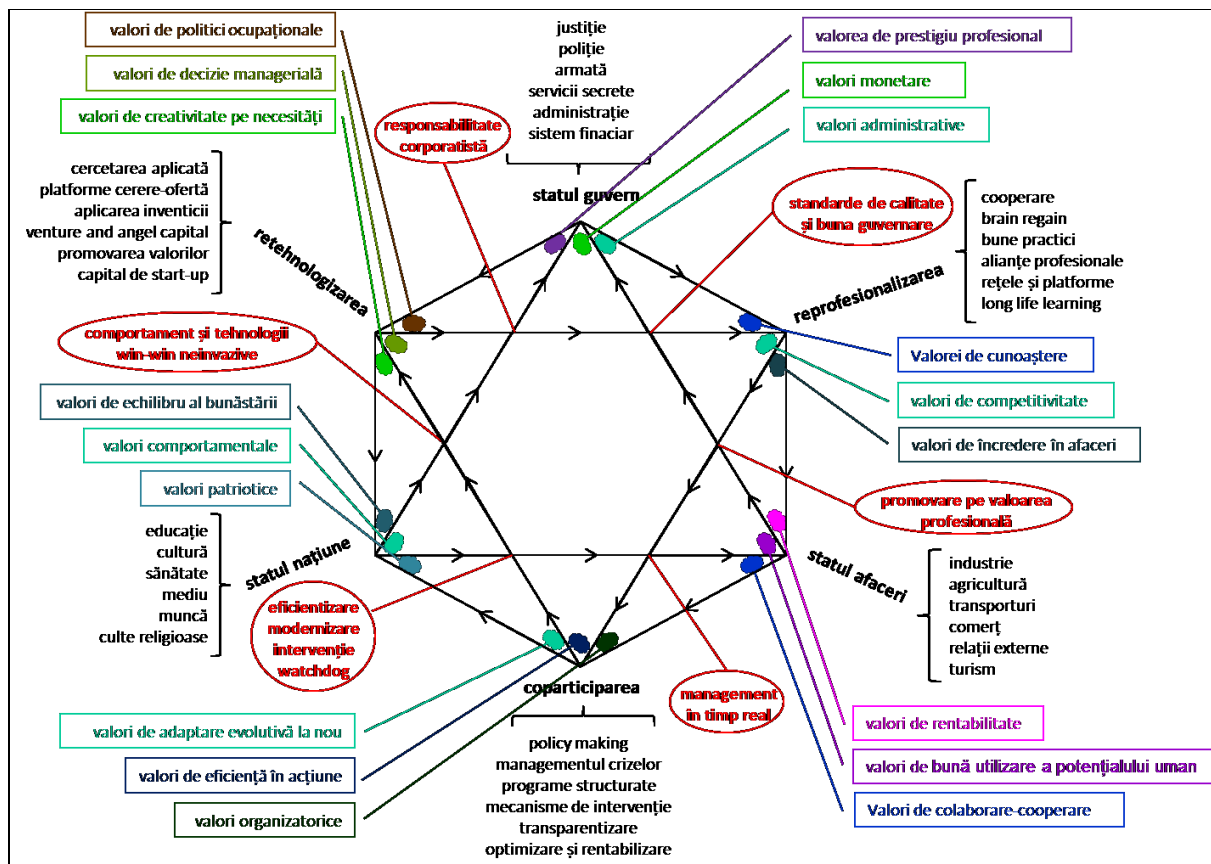 valori de politici ocupaționale
valori de decizie managerială
valori de creativitate pe necesități
justiție
poliție
armată
servicii secrete
administrație
sistem finaciar
valorea de prestigiu profesional
valori monetare
valori administrative
responsabilitate
corporatistă
statul guvern
standarde de calitate
și buna guvernare
cercetarea aplicată
platforme cerere-ofertă
aplicarea inventicii
venture and angel capital
promovarea valorilor
capital de start-up
retehnologizarea
reprofesionalizarea
cooperare
brain regain
bune practici
alianțe profesionale
rețele și platforme
long life learning
comportament și tehnologii
win-win neinvazive
Valorei de cunoaștere
valori de competitivitate
valori de încredere în afaceri
valori de echilibru al bunăstării
valori comportamentale
valori patriotice
promovare pe valoarea
profesională
educație
cultură
sănătate
mediu
muncă
culte religioase
statul națiune
statul afaceri
industrie
agricultură
transporturi
comerț
relații externe
turism
eficientizare
modernizare
intervenție
watchdog
coparticiparea
management
în timp real
valori de adaptare evolutivă la nou
valori de eficiență în acțiune
valori organizatorice
policy making
managementul crizelor
programe structurate
mecanisme de intervenție
transparentizare
optimizare și rentabilizare
valori de rentabilitate
valori de bună utilizare a potențialului uman
Valori de colaborare-cooperare